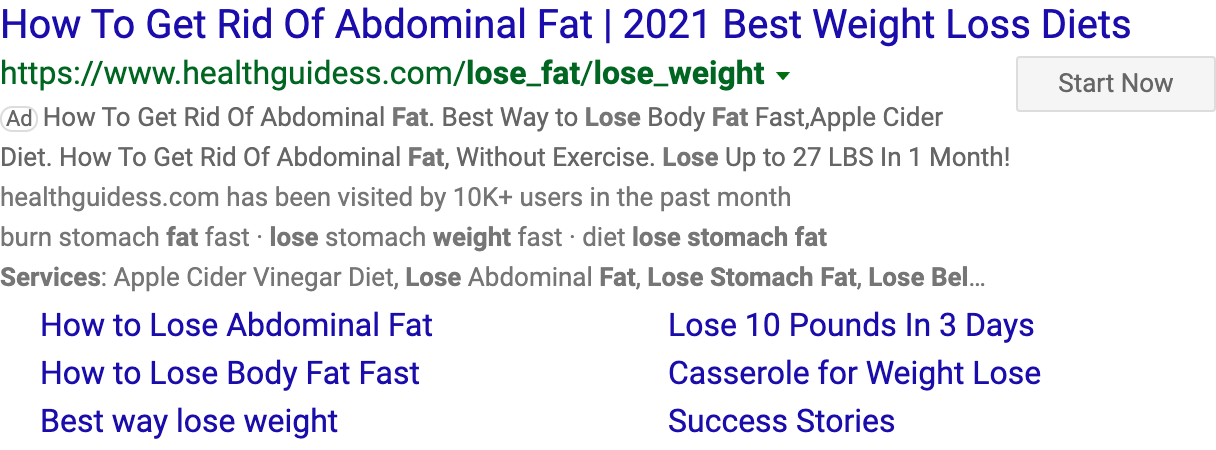 How To Get Rid Of Abdominal Fat | 2021 Best Weight Loss Diets
https://www.healthguidess.com/lose_fat/lose_weight
Start Now
Ad How To Get Rid Of Abdominal Fat. Best Way to Lose Body Fat Fast,Apple Cider
Diet. How To Get Rid Of Abdominal Fat, Without Exercise. Lose Up to 27 LBS In 1 Month!
healthguidess.com has been visited by 10K+ users in the past month
burn stomach fat fast · lose stomach weight fast · diet lose stomach fat
Services: Apple Cider Vinegar Diet, Lose Abdominal Fat, Lose Stomach Fat, Lose Bel...
How to Lose Abdominal Fat
Lose 10 Pounds In 3 Days
How to Lose Body Fat Fast
Casserole for Weight Lose
Best way lose weight
Success Stories